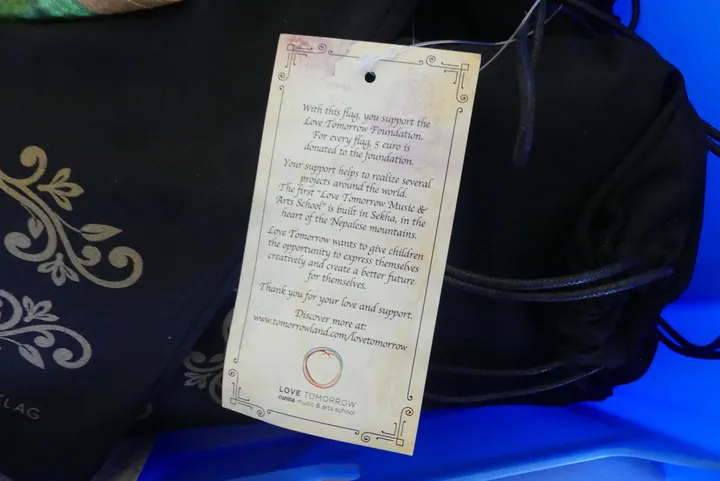 With this flag, you support the
Love Tomorrow Foundation.
For every flag, 5 euro is
donated to the foundation.
Your support helps to realize several
projects around the world.
The first "Love Tomorrow Music &
Arts School" is built in Sekha, in the
heart of the Nepalese mountains.
Love Tomorrow wants to give children
the opportunity to express themselves
creatively and create a better future
for themselves.
Thank you for your love and support.
Discover more at:
www.tomorrowland.com/lovetomorrow
LOVE TOMORROW
music & arts school
FLAG